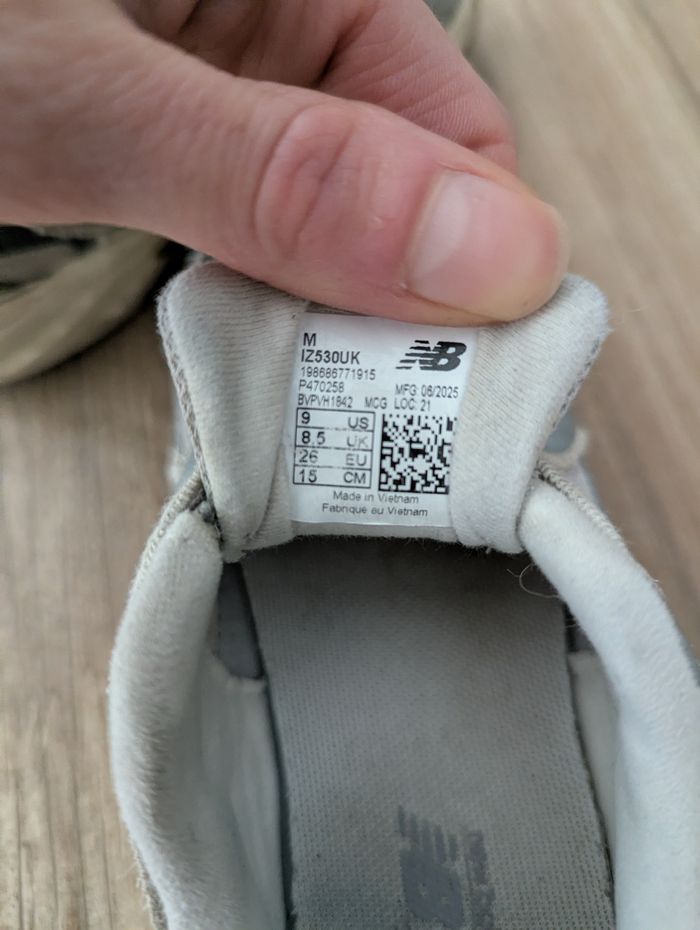 M
IZ530UK
198686771915
P470258 MFG: 06/2025
BVPVH1842 MCG LOC: 21
9 US
8.5 UK
26 EU
15 CM
Made in Vietnam
Fabriqué au Vietnam
NB